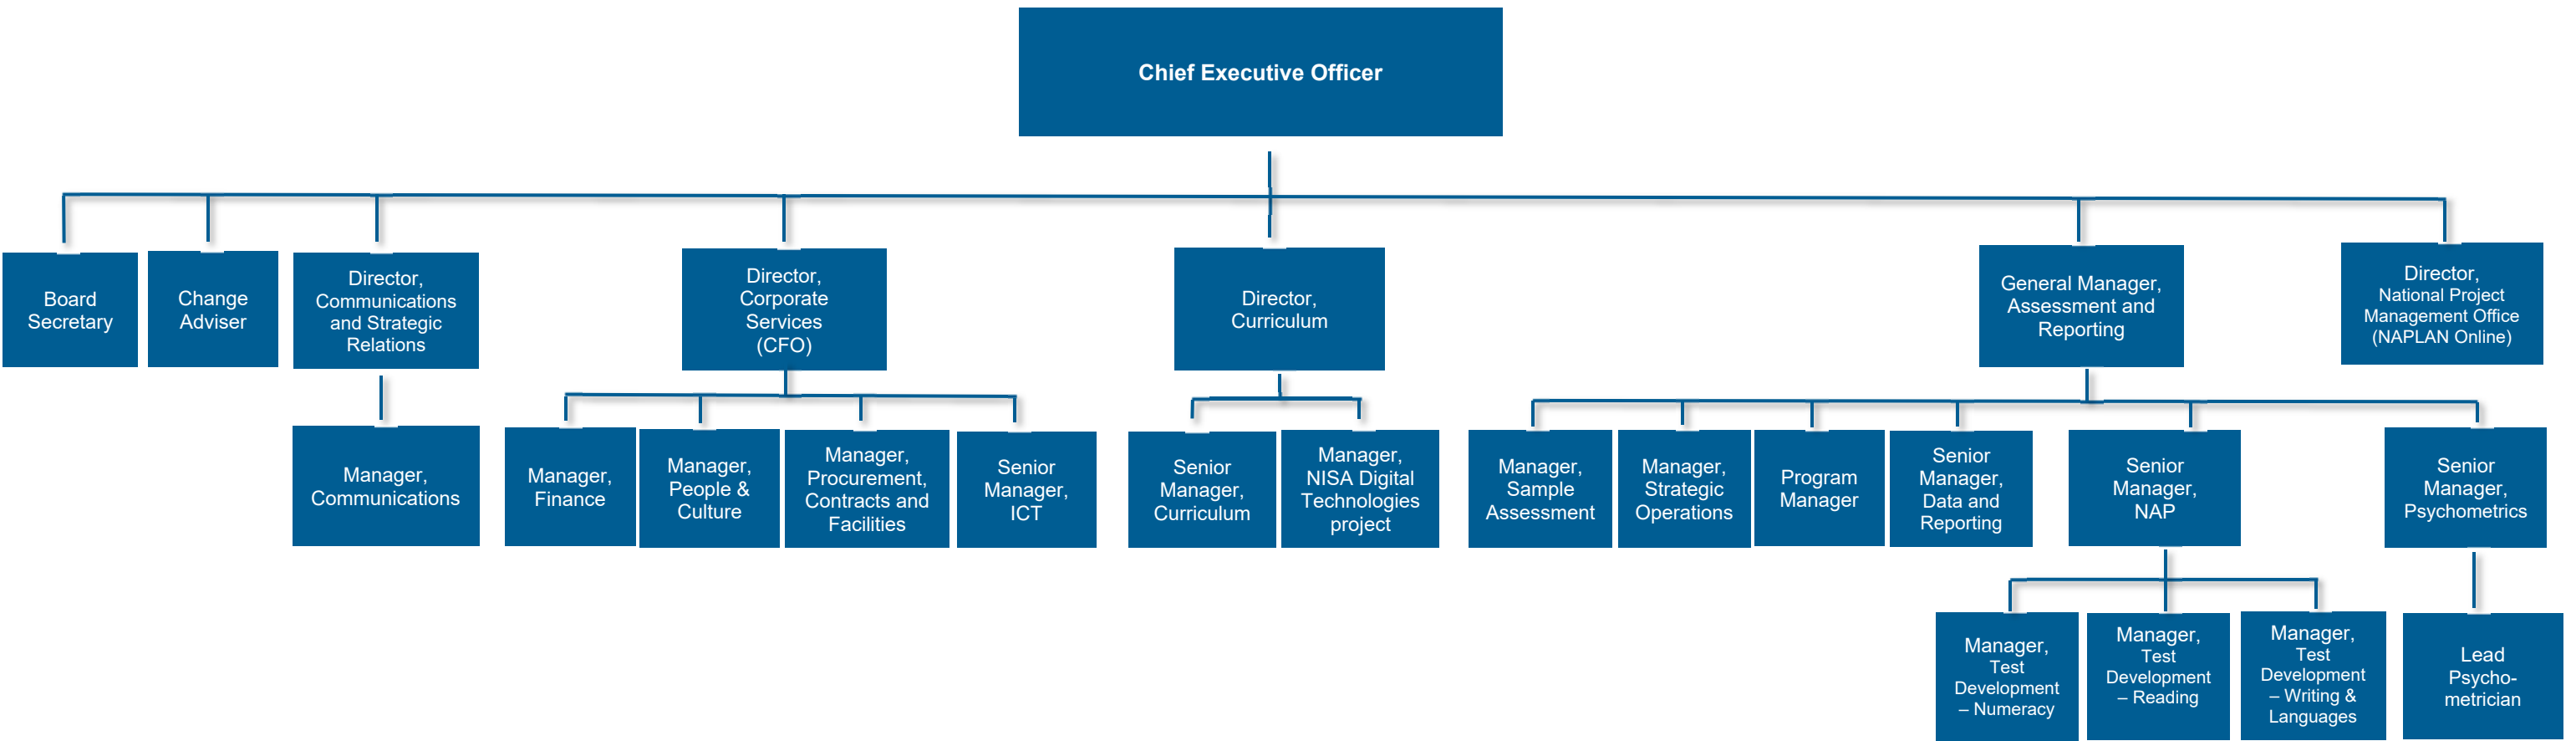 Chief Executive Officer
Board
Secretary
Change
Adviser
Director,
Communications
and Strategic
Relations
Director,
Corporate
Services
(CFO)
Director,
Curriculum
General Manager,
Assessment and
Reporting
Director,
National Project
Management Office
(NAPLAN Online)
Manager,
Communications
Manager,
Finance
Manager,
People &
Culture
Manager,
Procurement,
Contracts and
Facilities
Senior
Manager,
ICT
Senior
Manager,
Curriculum
Manager,
NISA Digital
Technologies
project
Manager,
Sample
Assessment
Manager,
Strategic
Operations
Program
Manager
Senior
Manager,
Data and
Reporting
Senior
Manager,
NAP
Senior
Manager,
Psychometrics
Manager,
Test
Development
– Numeracy
Manager,
Test
Development
– Reading
Manager,
Test
Development
– Writing &
Languages
Lead
Psycho-
metrician